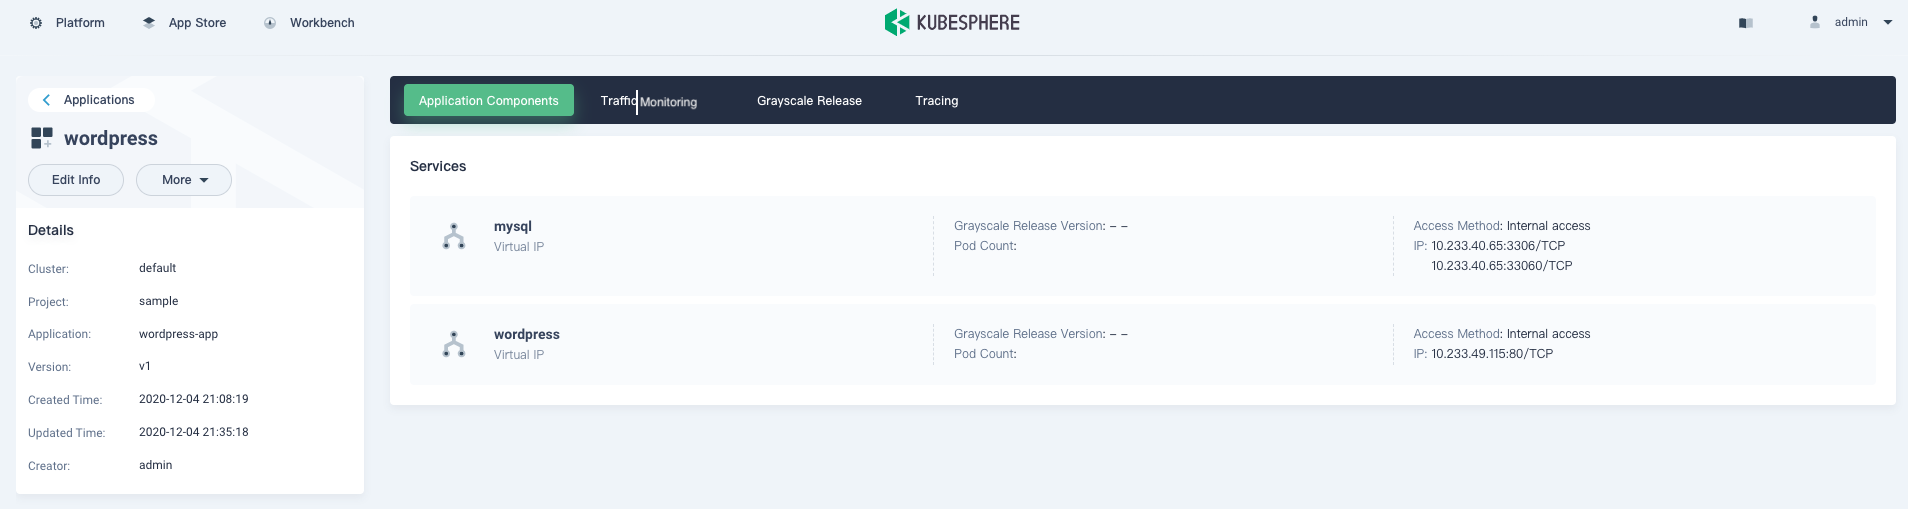 Platform
App Store
Workbench
KUBESPHERE
admin
Applications
wordpress
Edit Info
More
Details
Cluster: default
Project: sample
Application: wordpress-app
Version: v1
Created Time: 2020-12-04 21:08:19
Updated Time: 2020-12-04 21:35:18
Creator: admin
Application Components
Traffic Monitoring
Grayscale Release
Tracing
Services
mysql
Virtual IP
Grayscale Release Version: – –
Pod Count:
Access Method: Internal access
IP: 10.233.40.65:3306/TCP
10.233.40.65:33060/TCP
wordpress
Virtual IP
Grayscale Release Version: – –
Pod Count:
Access Method: Internal access
IP: 10.233.49.115:80/TCP